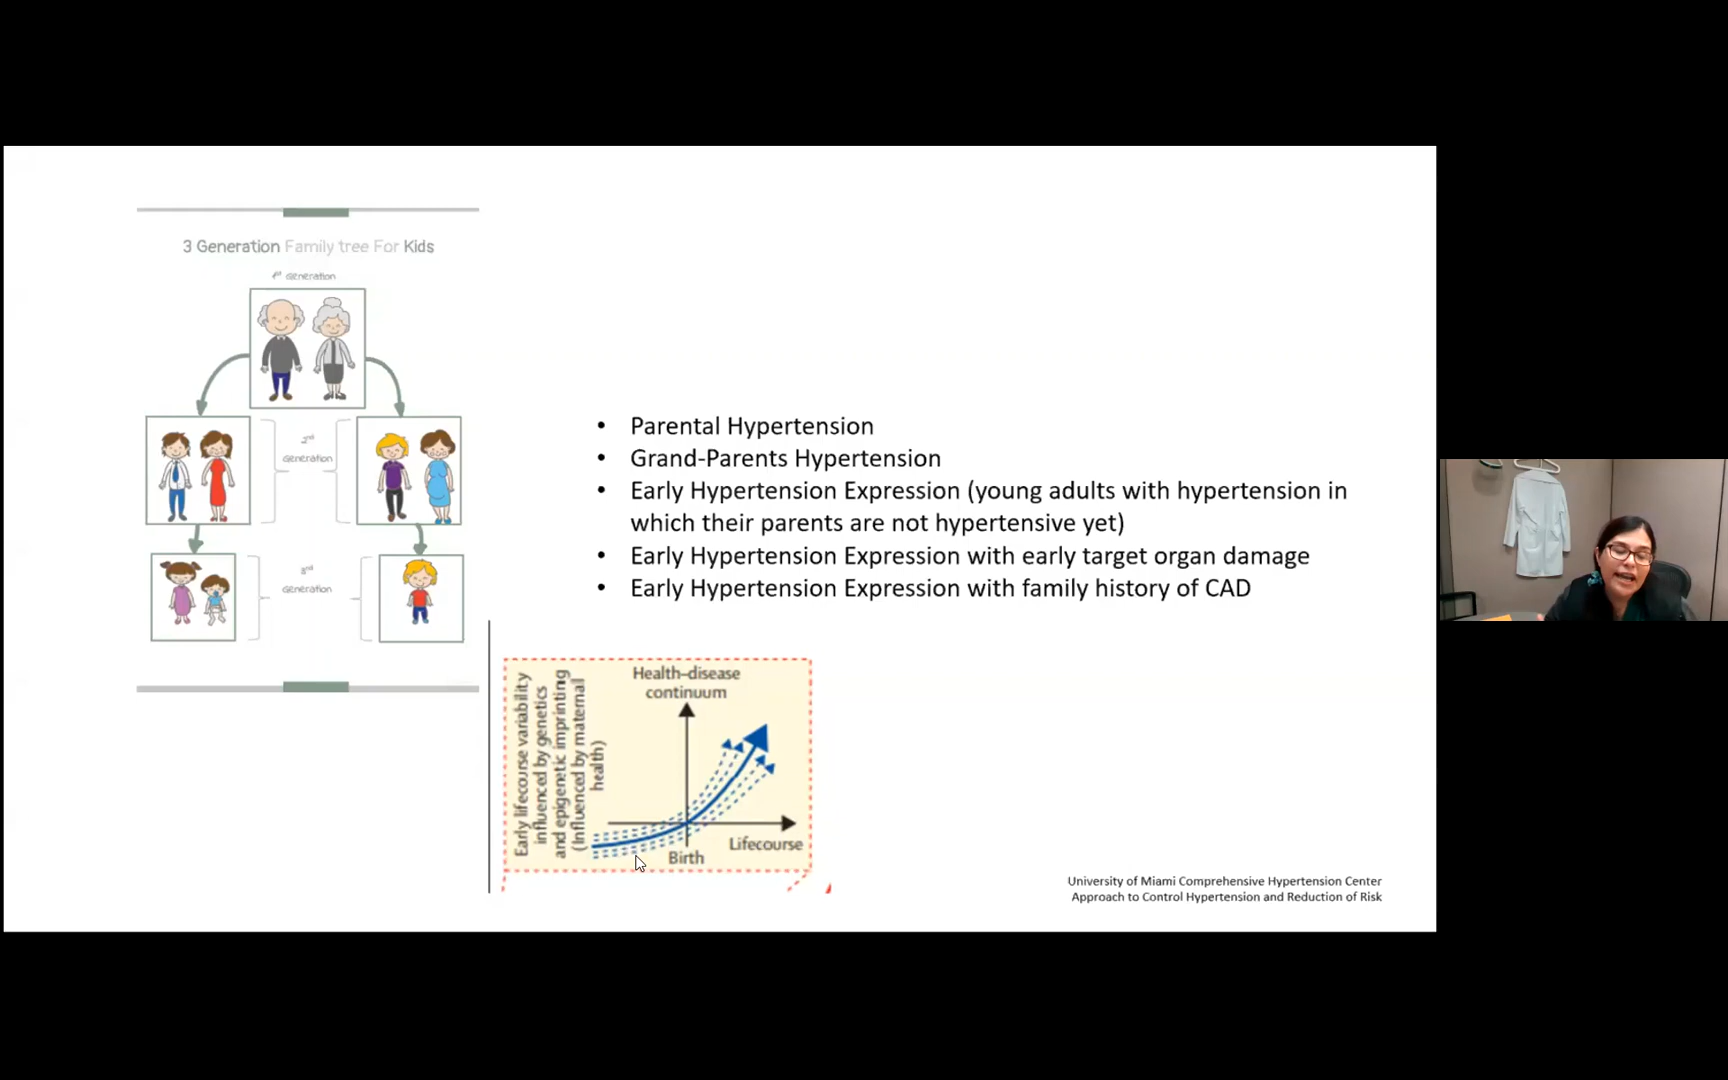 3 Generation Family tree For Kids
1st Generation
2nd
Generation
3rd
Generation
• Parental Hypertension
• Grand-Parents Hypertension
• Early Hypertension Expression (young adults with hypertension in
which their parents are not hypertensive yet)
• Early Hypertension Expression with early target organ damage
• Early Hypertension Expression with family history of CAD
Early lifecourse variability
influenced by genetics
and epigenetic imprinting
(Influenced by maternal
health)
Health–disease
continuum
Lifecourse
Birth
University of Miami Comprehensive Hypertension Center
Approach to Control Hypertension and Reduction of Risk